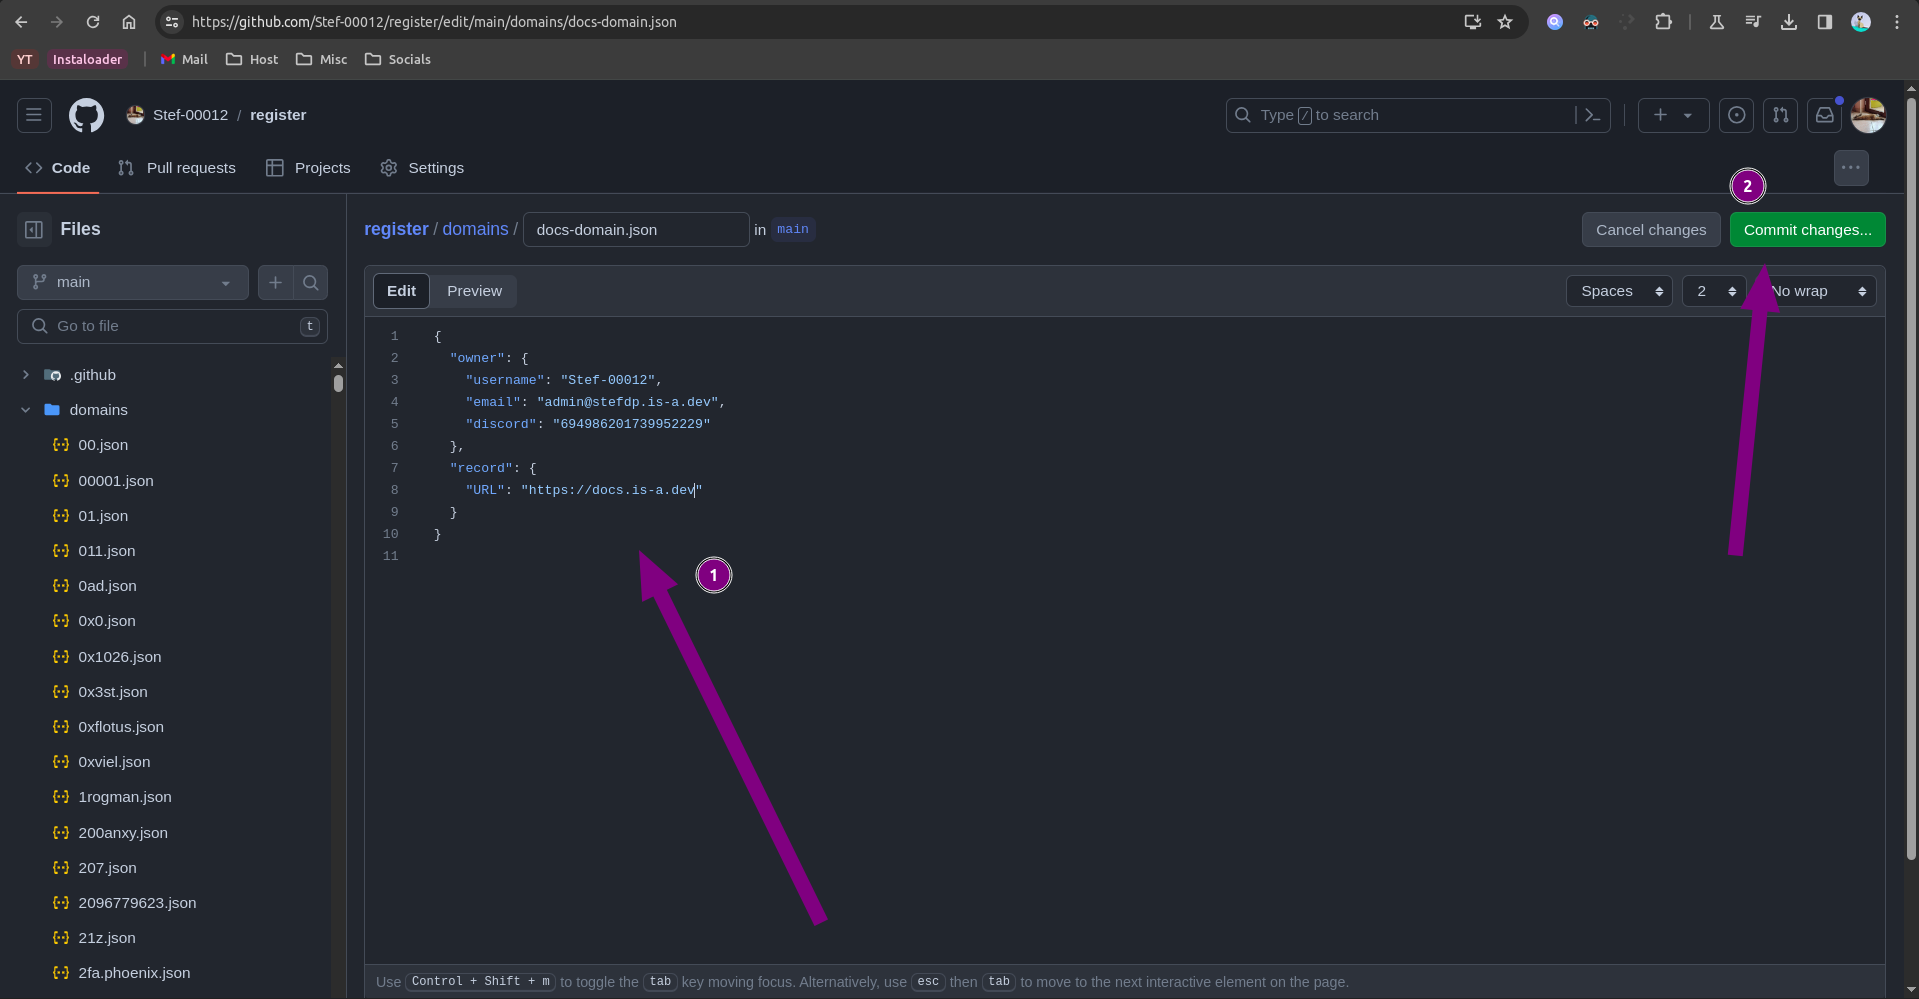 https://github.com/Stef-00012/register/edit/main/domains/docs-domain.json
YT Instaloader Mail Host Misc Socials
Stef-00012 / register
Type / to search
Code Pull requests Projects Settings
2
Files
register / domains / docs-domain.json in main
Cancel changes Commit changes...
main
Edit Preview
Spaces 2 No wrap
Go to file t
1 {
2 "owner": {
3 "username": "Stef-00012",
4 "email": "admin@stefdp.is-a.dev",
5 "discord": "694986201739952229"
6 },
7 "record": {
8 "URL": "https://docs.is-a.dev"
9 }
10 }
11
1
.github
domains
00.json
00001.json
01.json
011.json
0ad.json
0x0.json
0x1026.json
0x3st.json
0xflotus.json
0xviel.json
1rogman.json
200anxy.json
207.json
2096779623.json
21z.json
2fa.phoenix.json
Use Control + Shift + m to toggle the tab key moving focus. Alternatively, use esc then tab to move to the next interactive element on the page.